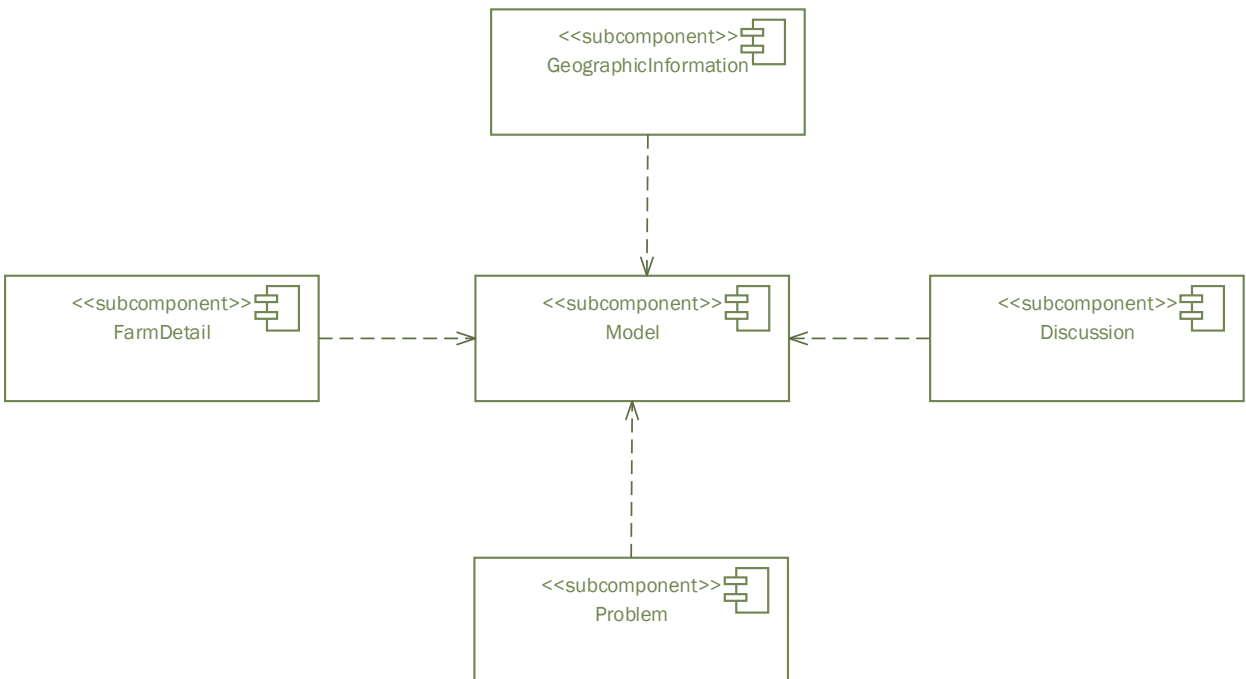 <<subcomponent>>
GeographicInformation
<<subcomponent>>
FarmDetail
<<subcomponent>>
Model
<<subcomponent>>
Discussion
<<subcomponent>>
Problem